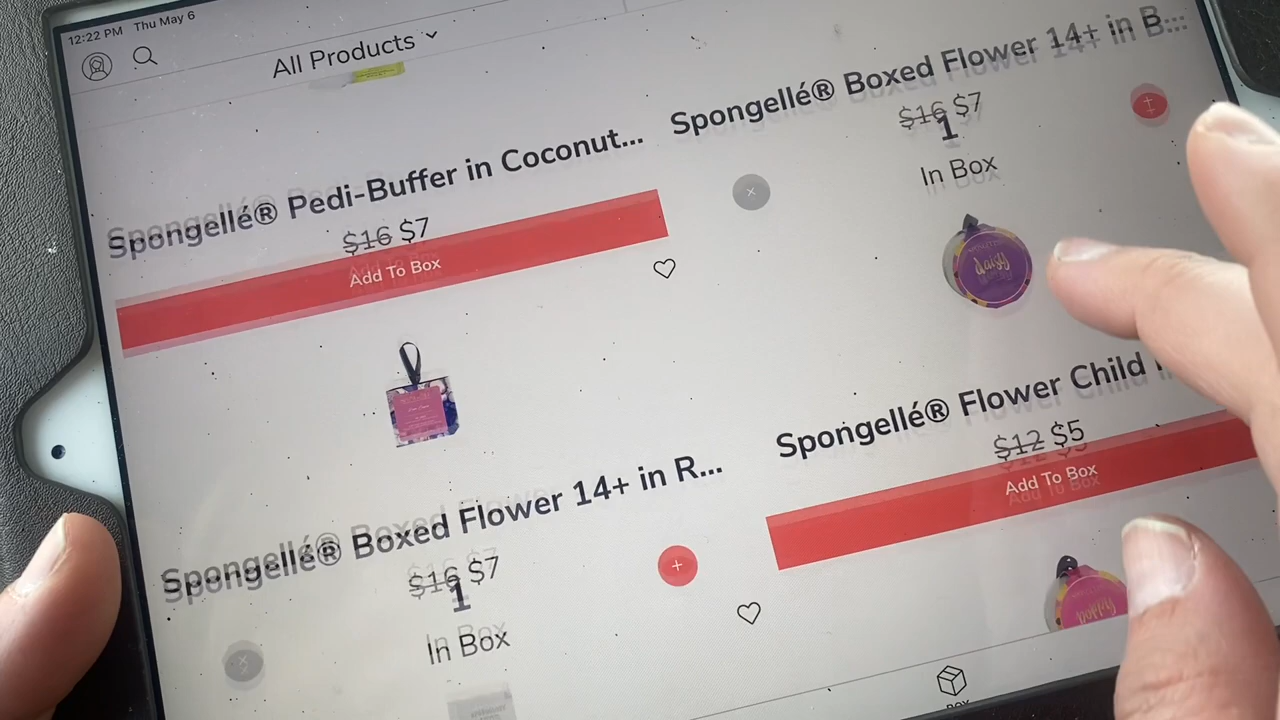 12:22 PM Thu May 6
All Products
Spongellé® Pedi-Buffer in Coconut...
$16 $7
Add To Box
Spongellé® Boxed Flower 14+ in B...
$16 $7
1
In Box
daisy
Spongellé® Boxed Flower 14+ in R...
$16 $7
1
In Box
Spongellé® Flower Child
$12 $5
Add To Box